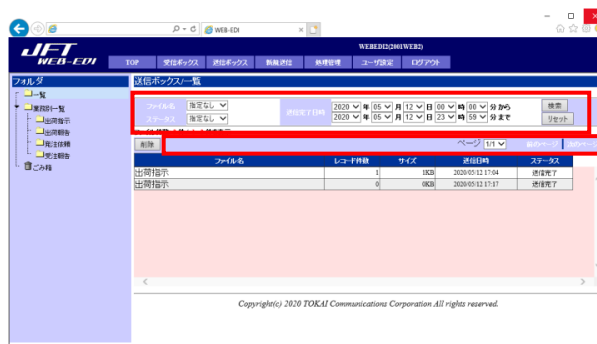 WEB-EDI
JFT
WEB-EDI
WEBEDI2(2001WEB2)
TOP 受信ボックス 送信ボックス 新規送信 処理管理 ユーザ設定 ログアウト
フォルダ
一覧
業務別一覧
出荷指示
出荷報告
発注依頼
受注報告
ごみ箱
送信ボックス/一覧
ファイル名 指定なし
ステータス 指定なし
送信完了日時
2020 年 05 月 12 日 00 時 00 分 から
2020 年 05 月 12 日 23 時 59 分 まで
検索
リセット
削除
ページ 1/1 前のページ 次のページ
ファイル名 レコード件数 サイズ 送信日時 ステータス
出荷指示 1 1KB 2020/05/12 17:04 送信完了
出荷指示 0 0KB 2020/05/12 17:17 送信完了
Copyright(c) 2020 TOKAI Communications Corporation All rights reserved.